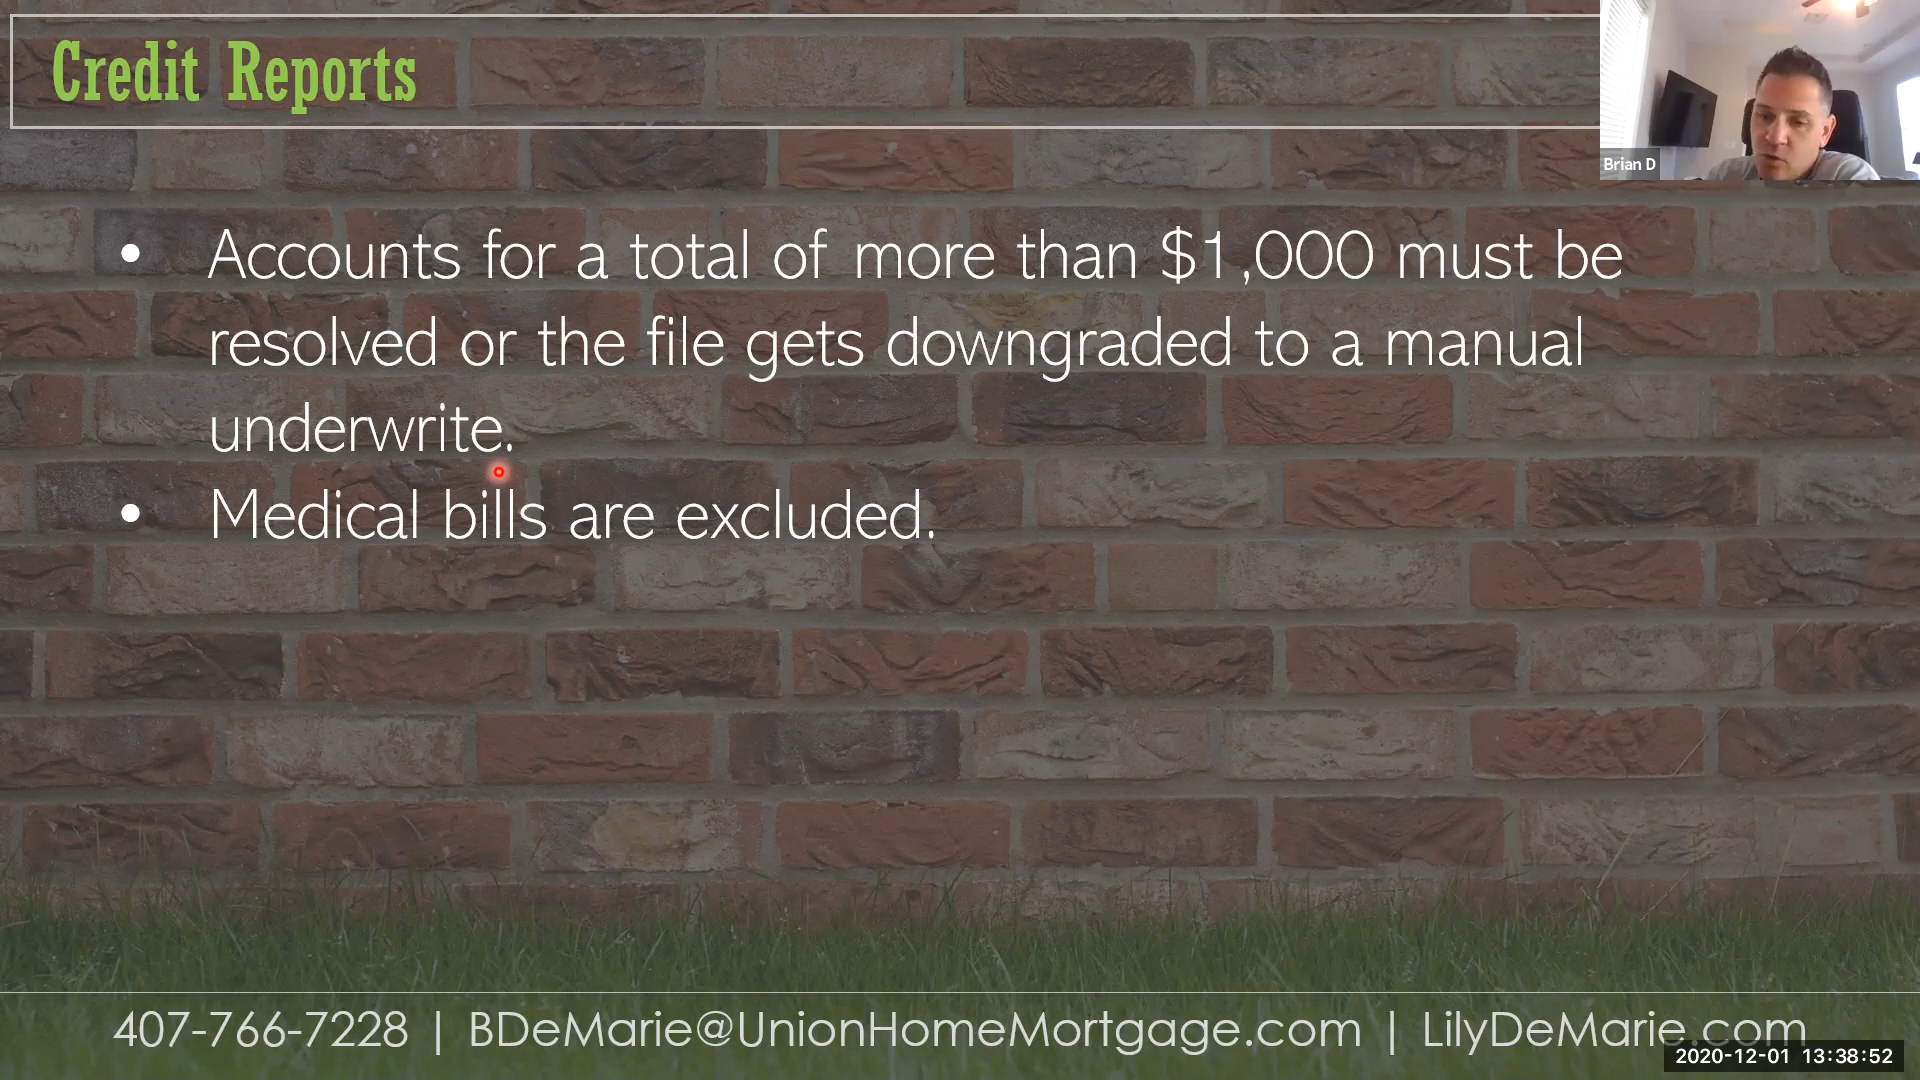 Credit Reports
Brian D
• Accounts for a total of more than $1,000 must be
resolved or the file gets downgraded to a manual
underwrite.
• Medical bills are excluded.
407-766-7228 | BDeMarie@UnionHomeMortgage.com | LilyDeMarie.com
2020-12-01 13:38:52